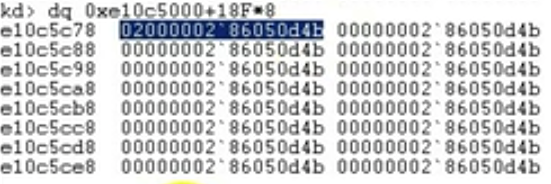 kd> dq 0xe10c5000+18F*8
e10c5c78 02000002`86050d4b 00000002`86050d4b
e10c5c88 00000002`86050d4b 00000002`86050d4b
e10c5c98 00000002`86050d4b 00000002`86050d4b
e10c5ca8 00000002`86050d4b 00000002`86050d4b
e10c5cb8 00000002`86050d4b 00000002`86050d4b
e10c5cc8 00000002`86050d4b 00000002`86050d4b
e10c5cd8 00000002`86050d4b 00000002`86050d4b
e10c5ce8 00000002`86050d4b 00000002`86050d4b